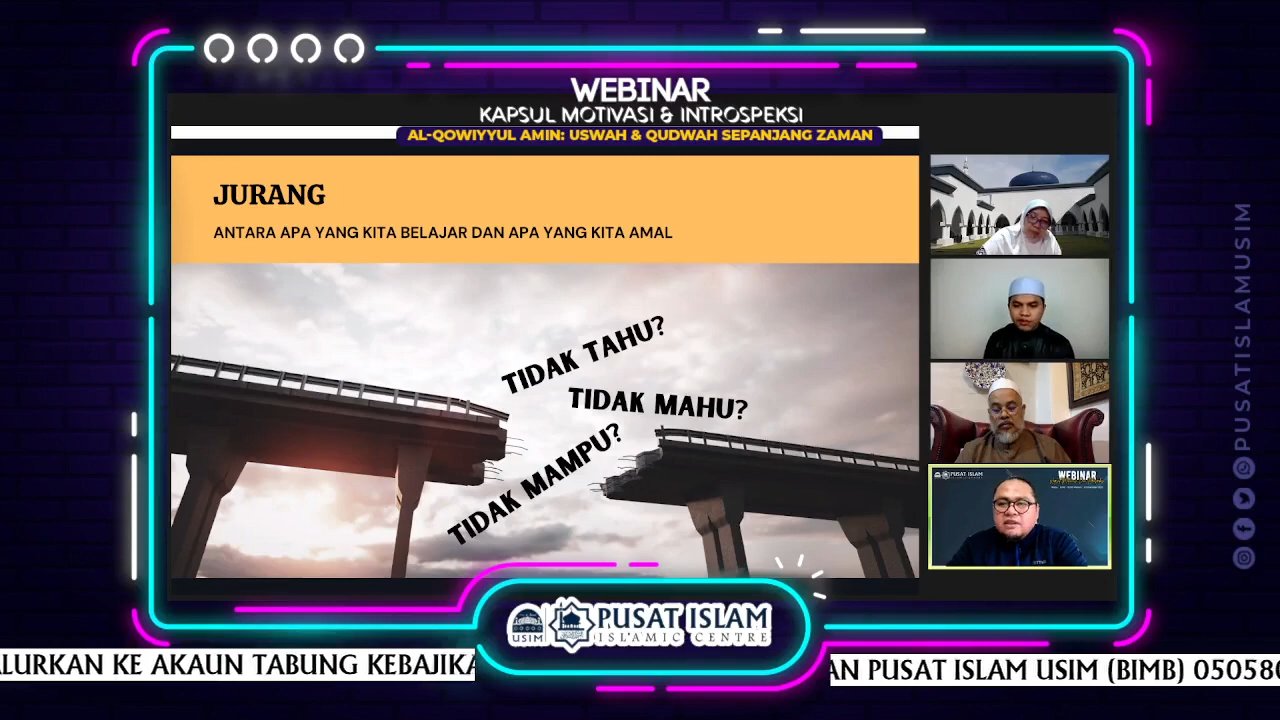 WEBINAR
KAPSUL MOTIVASI & INTROSPEKSI
AL-QOWIYYUL AMIN: USWAH & QUDWAH SEPANJANG ZAMAN
JURANG
ANTARA APA YANG KITA BELAJAR DAN APA YANG KITA AMAL
TIDAK TAHU?
TIDAK MAHU?
TIDAK MAMPU?
PUSAT ISLAM
WEBINAR
PUSATISLAMUSIM
USIM
PUSAT ISLAM
ISLAMIC CENTRE
ALURKAN KE AKAUN TABUNG KEBAJIKA
AN PUSAT ISLAM USIM (BIMB) 050580